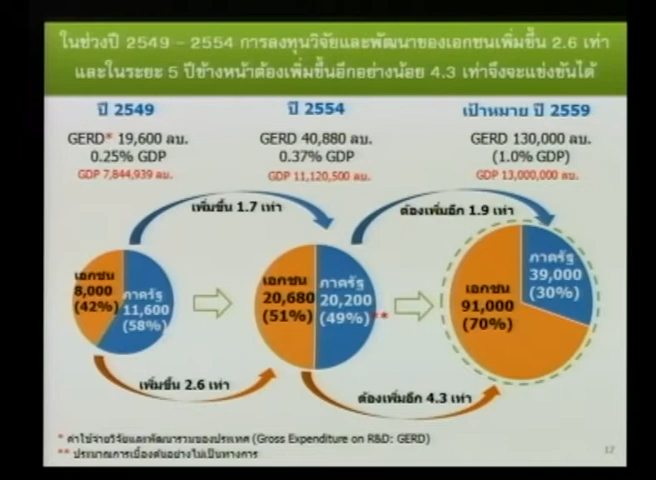 ในช่วงปี 2549 - 2554 การลงทุนวิจัยและพัฒนาของเอกชนเพิ่มขึ้น 2.6 เท่า
และในระยะ 5 ปีข้างหน้าต้องเพิ่มขึ้นอีกอย่างน้อย 4.3 เท่าจึงจะแข่งขันได้
ปี 2549
GERD* 19,600 ลบ.
0.25% GDP
GDP 7,844,939 ลบ.
ปี 2554
GERD 40,880 ลบ.
0.37% GDP
GDP 11,120,500 ลบ.
เป้าหมาย ปี 2559
GERD 130,000 ลบ.
(1.0% GDP)
GDP 13,000,000 ลบ.
เพิ่มขึ้น 1.7 เท่า
ต้องเพิ่มอีก 1.9 เท่า
เอกชน
8,000
(42%)
ภาครัฐ
11,600
(58%)
เอกชน
20,680
(51%)
ภาครัฐ
20,200
(49%)**
เอกชน
91,000
(70%)
ภาครัฐ
39,000
(30%)
เพิ่มขึ้น 2.6 เท่า
ต้องเพิ่มอีก 4.3 เท่า
* ค่าใช้จ่ายวิจัยและพัฒนารวมของประเทศ (Gross Expenditure on R&D: GERD)
** ประมาณการเบื้องต้นอย่างไม่เป็นทางการ
12